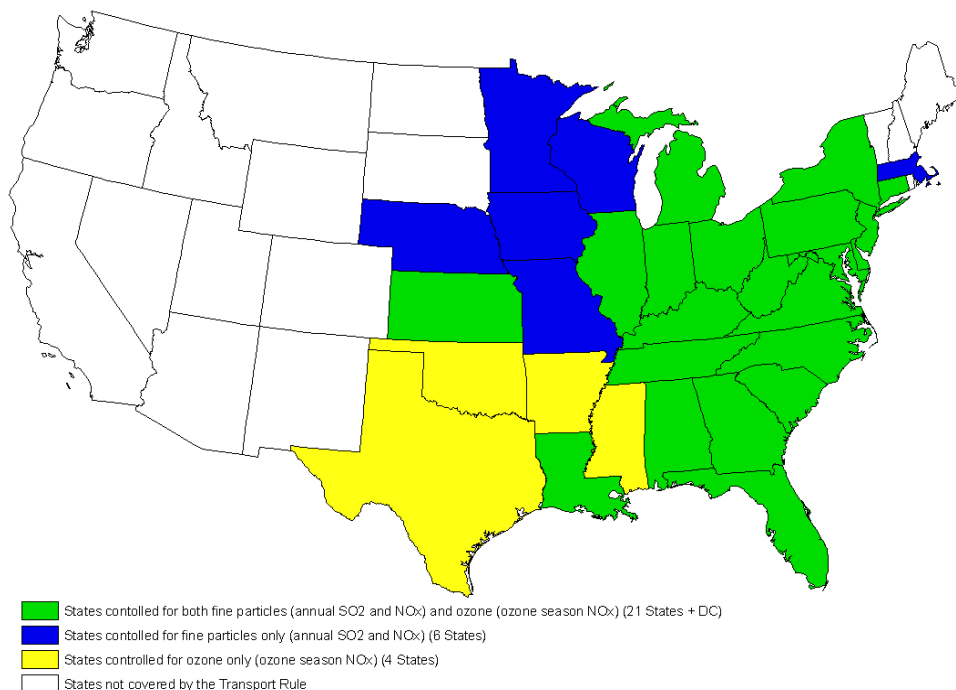 States contolled for both fine particles (annual SO2 and NOx) and ozone (ozone season NOx) (21 States + DC)
States contolled for fine particles only (annual SO2 and NOx) (6 States)
States controlled for ozone only (ozone season NOx) (4 States)
States not covered by the Transport Rule